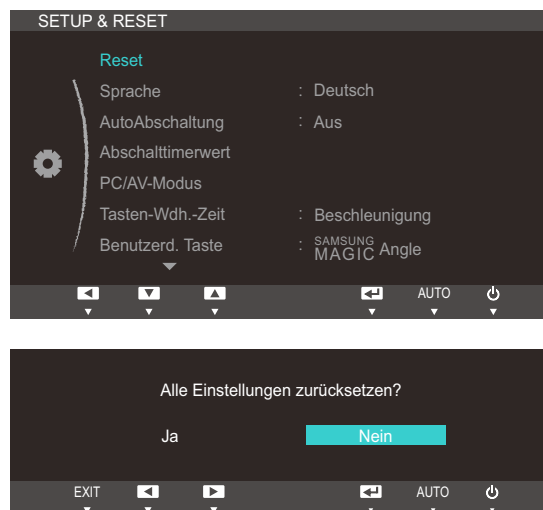 SETUP & RESET
Reset
Sprache : Deutsch
AutoAbschaltung : Aus
Abschalttimerwert
PC/AV-Modus
Tasten-Wdh.-Zeit : Beschleunigung
Benutzerd. Taste : SAMSUNG MAGIC Angle
AUTO
Alle Einstellungen zurücksetzen?
Ja Nein
EXIT AUTO